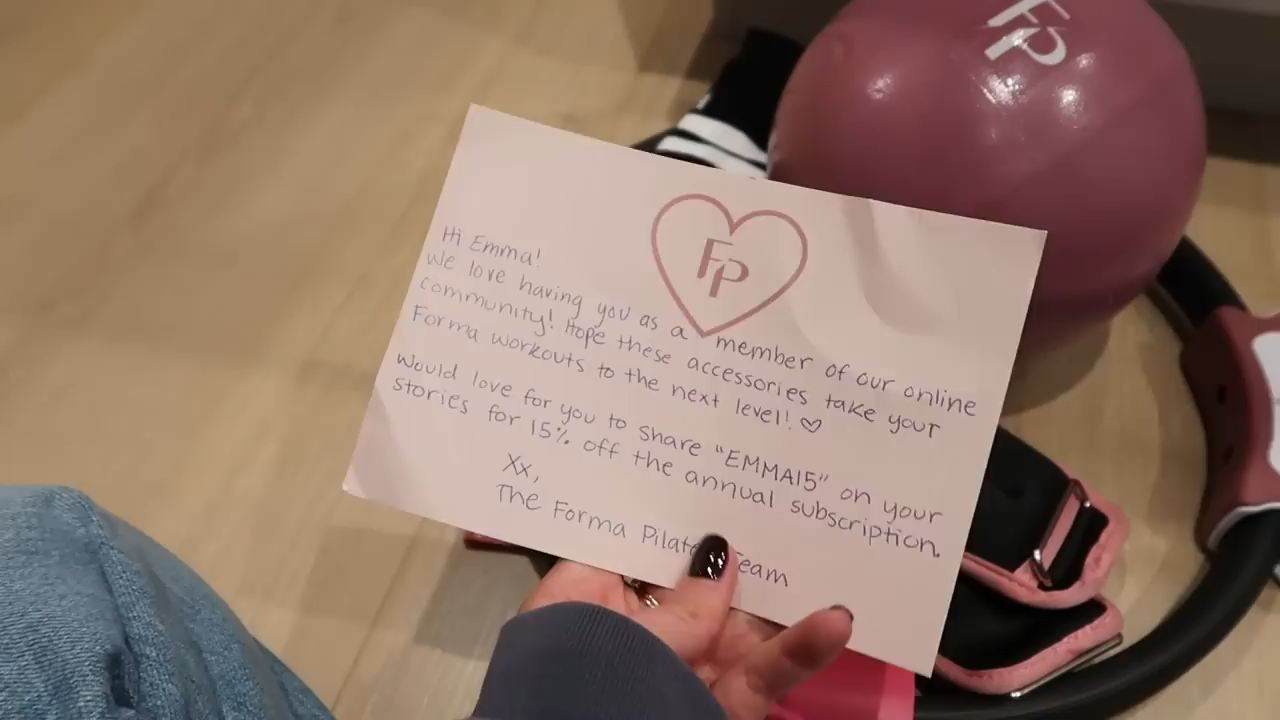 FP
FP
Hi Emma!
We love having you as a member of our online
community! Hope these accessories take your
Forma workouts to the next level! ♡
Would love for you to share "EMMA15" on your
stories for 15% off the annual subscription.
Xx,
The Forma Pilates Team